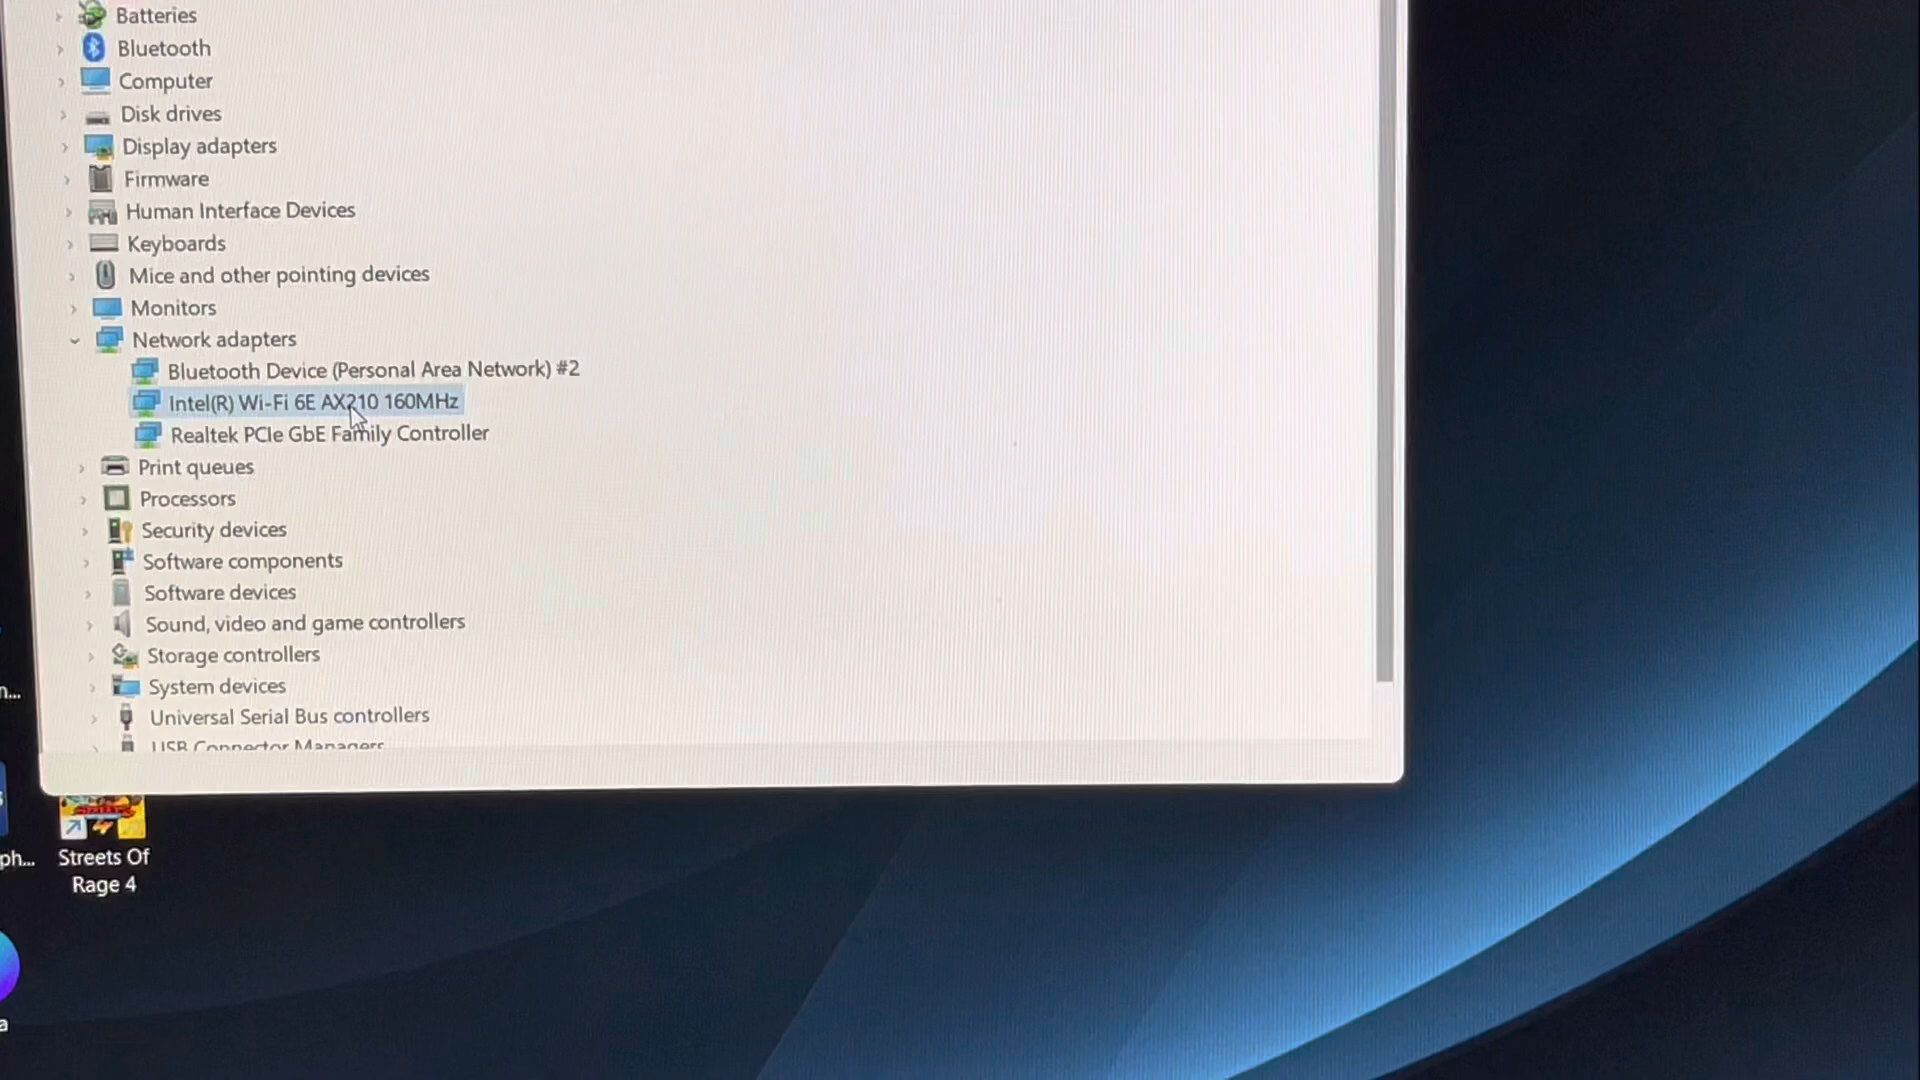 Batteries
Bluetooth
Computer
Disk drives
Display adapters
Firmware
Human Interface Devices
Keyboards
Mice and other pointing devices
Monitors
Network adapters
Bluetooth Device (Personal Area Network) #2
Intel(R) Wi-Fi 6E AX210 160MHz
Realtek PCIe GbE Family Controller
Print queues
Processors
Security devices
Software components
Software devices
Sound, video and game controllers
Storage controllers
System devices
Universal Serial Bus controllers
USB Connector Managers
n...
ph...
Streets Of
Rage 4
a